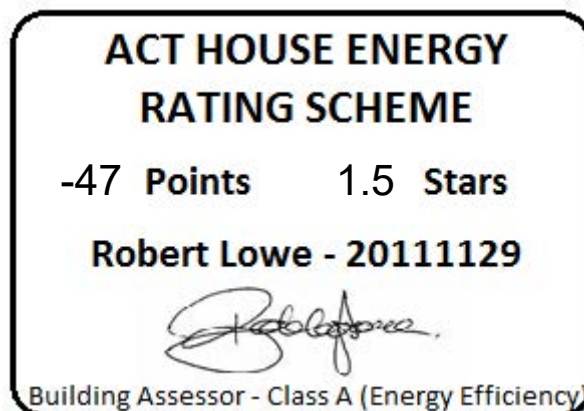 ACT HOUSE ENERGY
RATING SCHEME
-47 Points 1.5 Stars
Robert Lowe - 20111129
Building Assessor - Class A (Energy Efficiency)